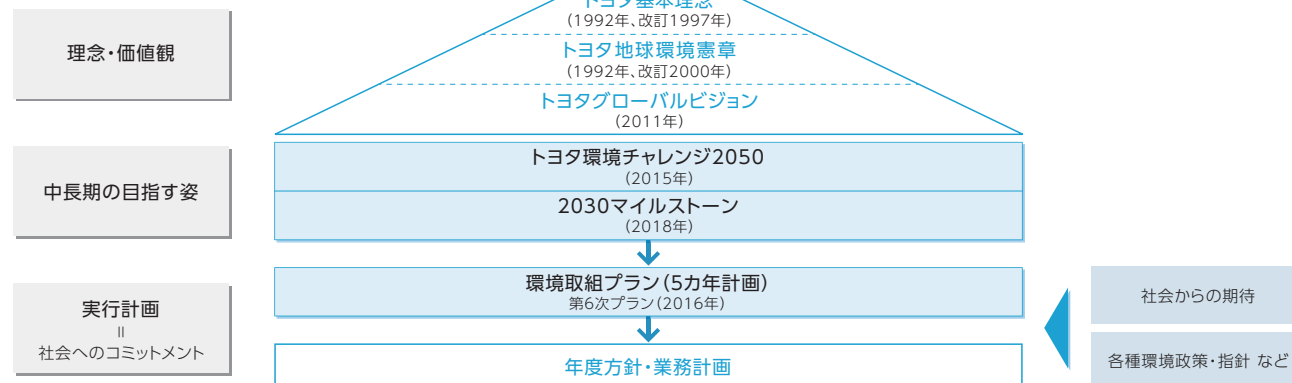 トヨタ基本理念
(1992年、改訂1997年)
理念・価値観
トヨタ地球環境憲章
(1992年、改訂2000年)
トヨタグローバルビジョン
(2011年)
中長期の目指す姿
トヨタ環境チャレンジ2050
(2015年)
2030マイルストーン
(2018年)
実行計画
=
社会へのコミットメント
環境取組プラン(5カ年計画)
第6次プラン(2016年)
年度方針・業務計画
社会からの期待
各種環境政策・指針 など